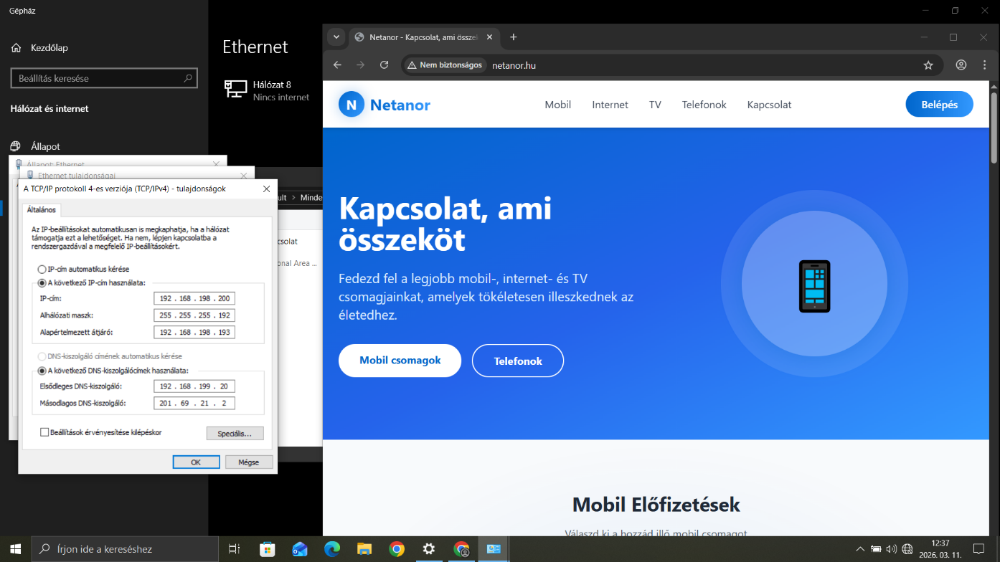 Gépház
Kezdőlap
Beállítás keresése
Hálózat és internet
Állapot
Ethernet
Hálózat 8
Nincs internet
Állapot: Ethernet
Ethernet tulajdonságai
A TCP/IP protokoll 4-es verziója (TCP/IPv4) - tulajdonságok
Általános
Az IP-beállításokat automatikusan is megkaphatja, ha a hálózat
támogatja ezt a lehetőséget. Ha nem, lépjen kapcsolatba a
rendszergazdával a megfelelő IP-beállításokért.
IP-cím automatikus kérése
A következő IP-cím használata:
IP-cím: 192 . 168 . 198 . 200
Alhálózati maszk: 255 . 255 . 255 . 192
Alapértelmezett átjáró: 192 . 168 . 198 . 193
DNS-kiszolgáló címének automatikus kérése
A következő DNS-kiszolgálócímek használata:
Elsődleges DNS-kiszolgáló: 192 . 168 . 199 . 20
Másodlagos DNS-kiszolgáló: 201 . 69 . 21 . 2
Beállítások érvényesítése kilépéskor
Speciális...
OK Mégse
ult > Minde
csolat
onal Area ...
Netanor - Kapcsolat, ami össze
Nem biztonságos netanor.hu
N Netanor Mobil Internet TV Telefonok Kapcsolat Belépés
Kapcsolat, ami
összeköt
Fedezd fel a legjobb mobil-, internet- és TV
csomagjainkat, amelyek tökéletesen illeszkednek az
életedhez.
Mobil csomagok Telefonok
Mobil Előfizetések
Válaszd ki a hozzád illő mobil csomagot
Írjon ide a kereséshez
12:37
2026. 03. 11.